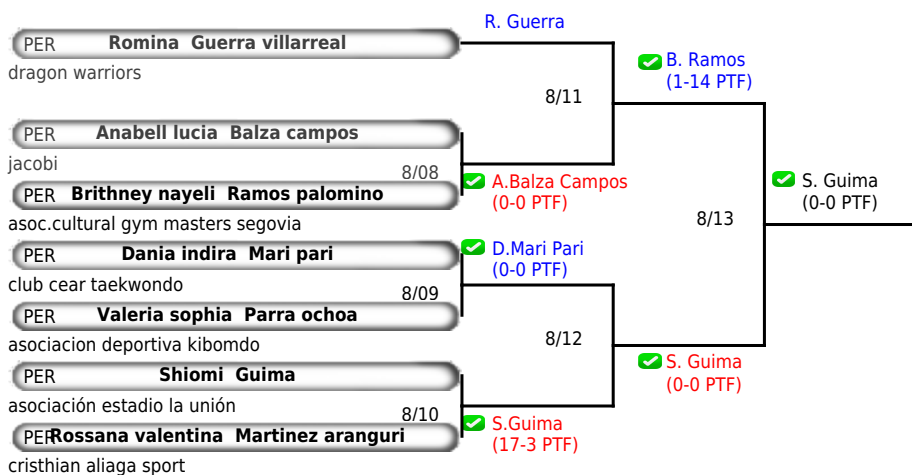 R. Guerra
PER Romina Guerra villarreal
dragon warriors
B. Ramos
(1-14 PTF)
8/11
PER Anabell lucia Balza campos
jacobi
8/08
PER Brithney nayeli Ramos palomino
A.Balza Campos
(0-0 PTF)
asoc.cultural gym masters segovia
S. Guima
(0-0 PTF)
8/13
PER Dania indira Mari pari
D.Mari Pari
(0-0 PTF)
club cear taekwondo
8/09
PER Valeria sophia Parra ochoa
asociacion deportiva kibomdo
8/12
PER Shiomi Guima
S. Guima
(0-0 PTF)
asociación estadio la unión
8/10
PER Rossana valentina Martinez aranguri
S.Guima
(17-3 PTF)
cristhian aliaga sport